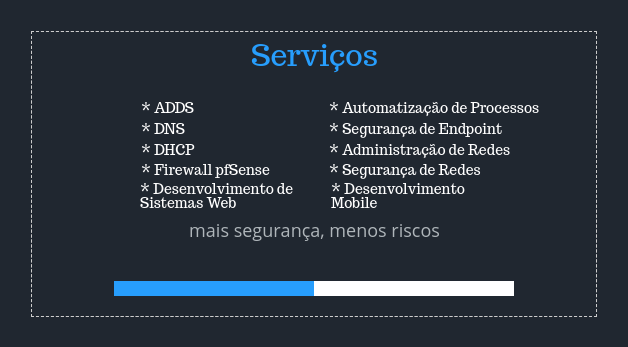 Serviços
* ADDS
* DNS
* DHCP
* Firewall pfSense
* Desenvolvimento de
Sistemas Web
* Automatização de Processos
* Segurança de Endpoint
* Administração de Redes
* Segurança de Redes
* Desenvolvimento
Mobile
mais segurança, menos riscos